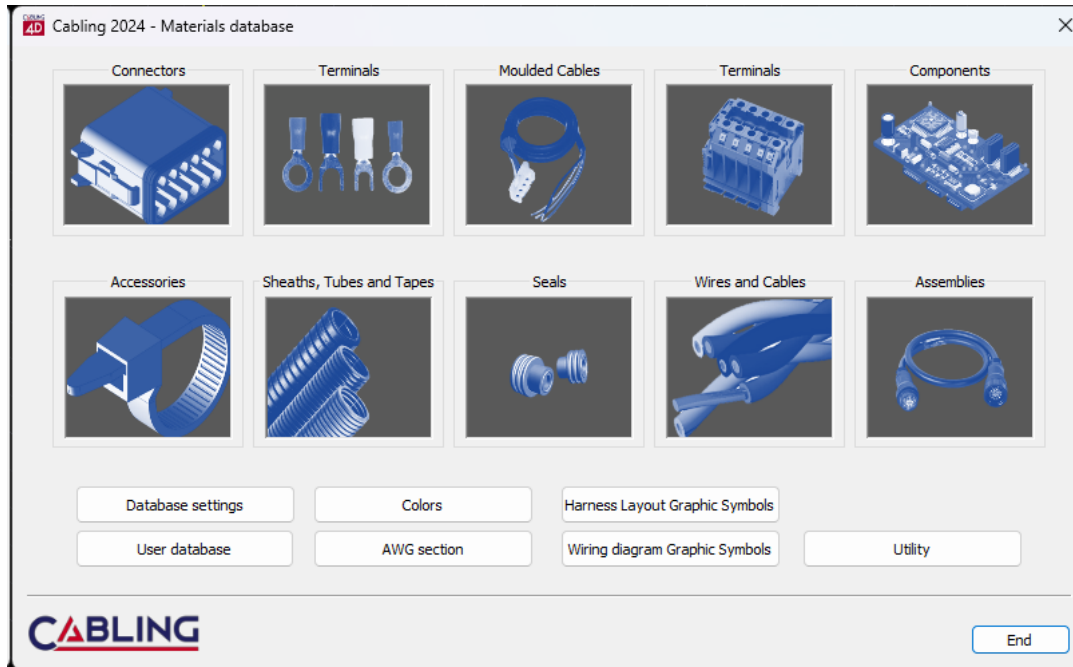 Cabling 2024 - Materials database
Connectors
Terminals
Moulded Cables
Terminals
Components
Accessories
Sheaths, Tubes and Tapes
Seals
Wires and Cables
Assemblies
Database settings
Colors
Harness Layout Graphic Symbols
User database
AWG section
Wiring diagram Graphic Symbols
Utility
CABLING
End